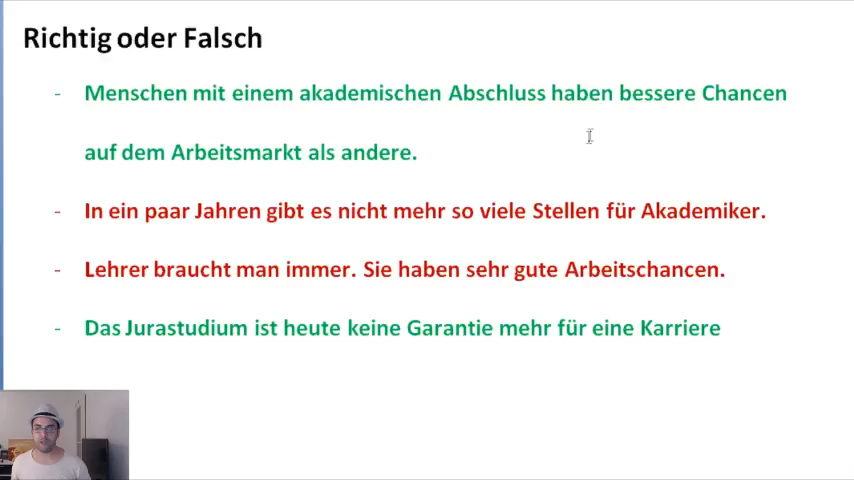 Richtig oder Falsch
- Menschen mit einem akademischen Abschluss haben bessere Chancen
auf dem Arbeitsmarkt als andere.
- In ein paar Jahren gibt es nicht mehr so viele Stellen für Akademiker.
- Lehrer braucht man immer. Sie haben sehr gute Arbeitschancen.
- Das Jurastudium ist heute keine Garantie mehr für eine Karriere